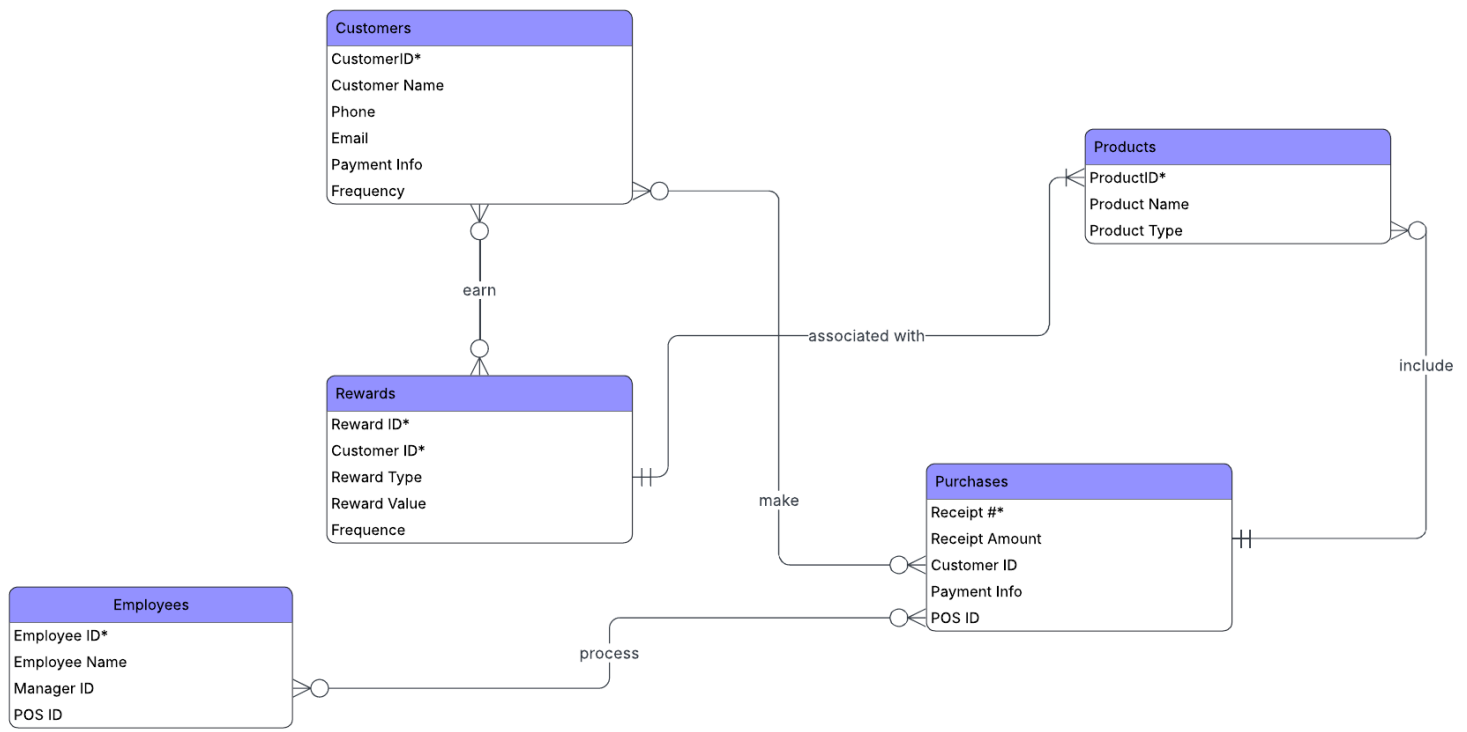 Customers
CustomerID*
Customer Name
Phone
Email
Payment Info
Frequency
Products
ProductID*
Product Name
Product Type
earn
associated with
include
Rewards
Reward ID*
Customer ID*
Reward Type
Reward Value
Frequence
make
Purchases
Receipt #*
Receipt Amount
Customer ID
Payment Info
POS ID
Employees
Employee ID*
Employee Name
Manager ID
POS ID
process